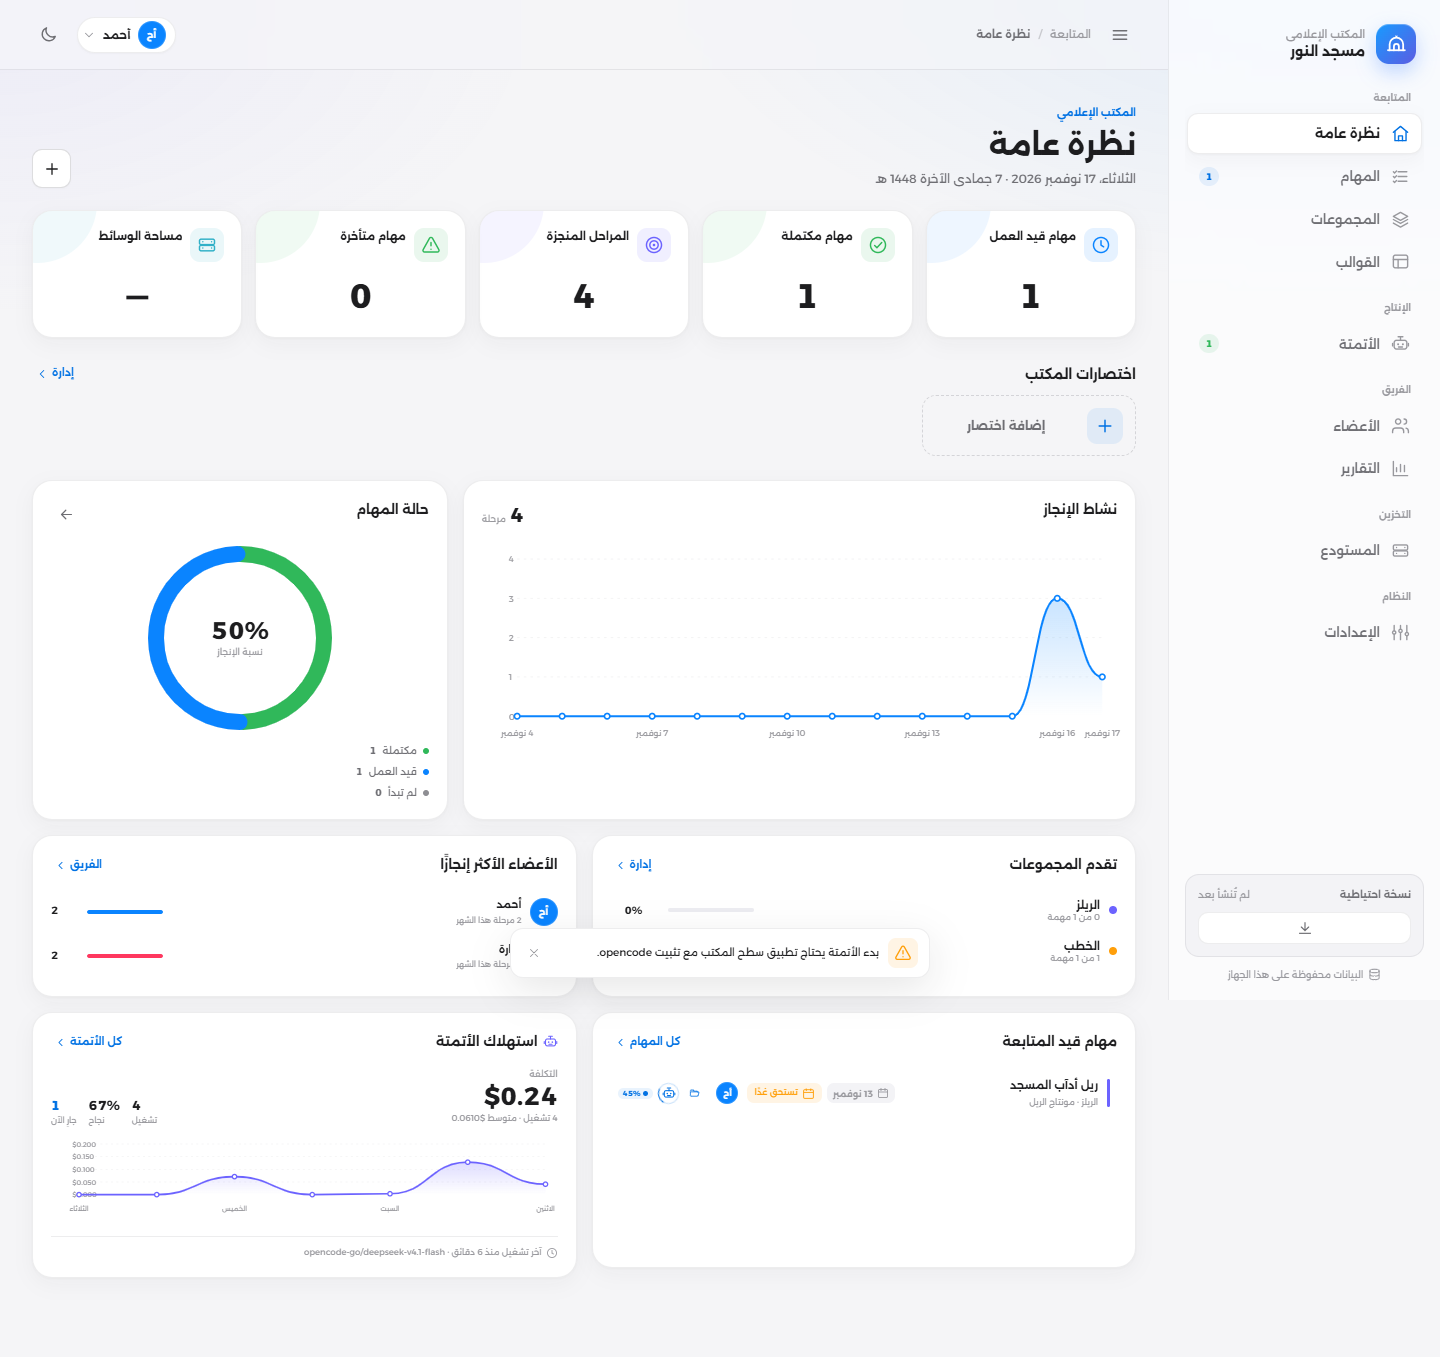 المكتب الإعلامي
مسجد النور
المتابعة
نظرة عامة
المهام 1
المجموعات
القوالب
الإنتاج
الأتمتة 1
الفريق
الأعضاء
التقارير
التخزين
المستودع
النظام
الإعدادات
نسخة احتياطية لم تُنشأ بعد
البيانات محفوظة على هذا الجهاز
المتابعة / نظرة عامة
أح أحمد
المكتب الإعلامي
نظرة عامة
الثلاثاء، 17 نوفمبر 2026 · 7 جمادى الآخرة 1448 هـ
مهام قيد العمل
1
مهام مكتملة
1
المراحل المنجزة
4
مهام متأخرة
0
مساحة الوسائط
—
اختصارات المكتب
إدارة
إضافة اختصار
نشاط الإنجاز
4 مرحلة
4
3
2
1
0
4 نوفمبر
7 نوفمبر
10 نوفمبر
13 نوفمبر
16 نوفمبر
17 نوفمبر
حالة المهام
50%
نسبة الإنجاز
مكتملة 1
قيد العمل 1
لم تبدأ 0
تقدم المجموعات
إدارة
الريلز
0 من 1 مهمة
0%
الخطب
1 من 1 مهمة
الأعضاء الأكثر إنجازًا
الفريق
أح
أحمد
2 مرحلة هذا الشهر
2
هذا الشهر
2
بدء الأتمتة يحتاج تطبيق سطح المكتب مع تثبيت opencode.
مهام قيد المتابعة
كل المهام
ريل آداب المسجد
الريلز · مونتاج الريل
13 نوفمبر
تستحق غدًا
أح
45%
استهلاك الأتمتة
كل الأتمتة
التكلفة
$0.24
4 تشغيل · متوسط $0.0610
4 تشغيل
67% نجاح
1 جارٍ الآن
$0.200
$0.150
$0.100
$0.050
$0.000
الثلاثاء
الخميس
السبت
الاثنين
آخر تشغيل منذ 6 دقائق · opencode-go/deepseek-v4.1-flash